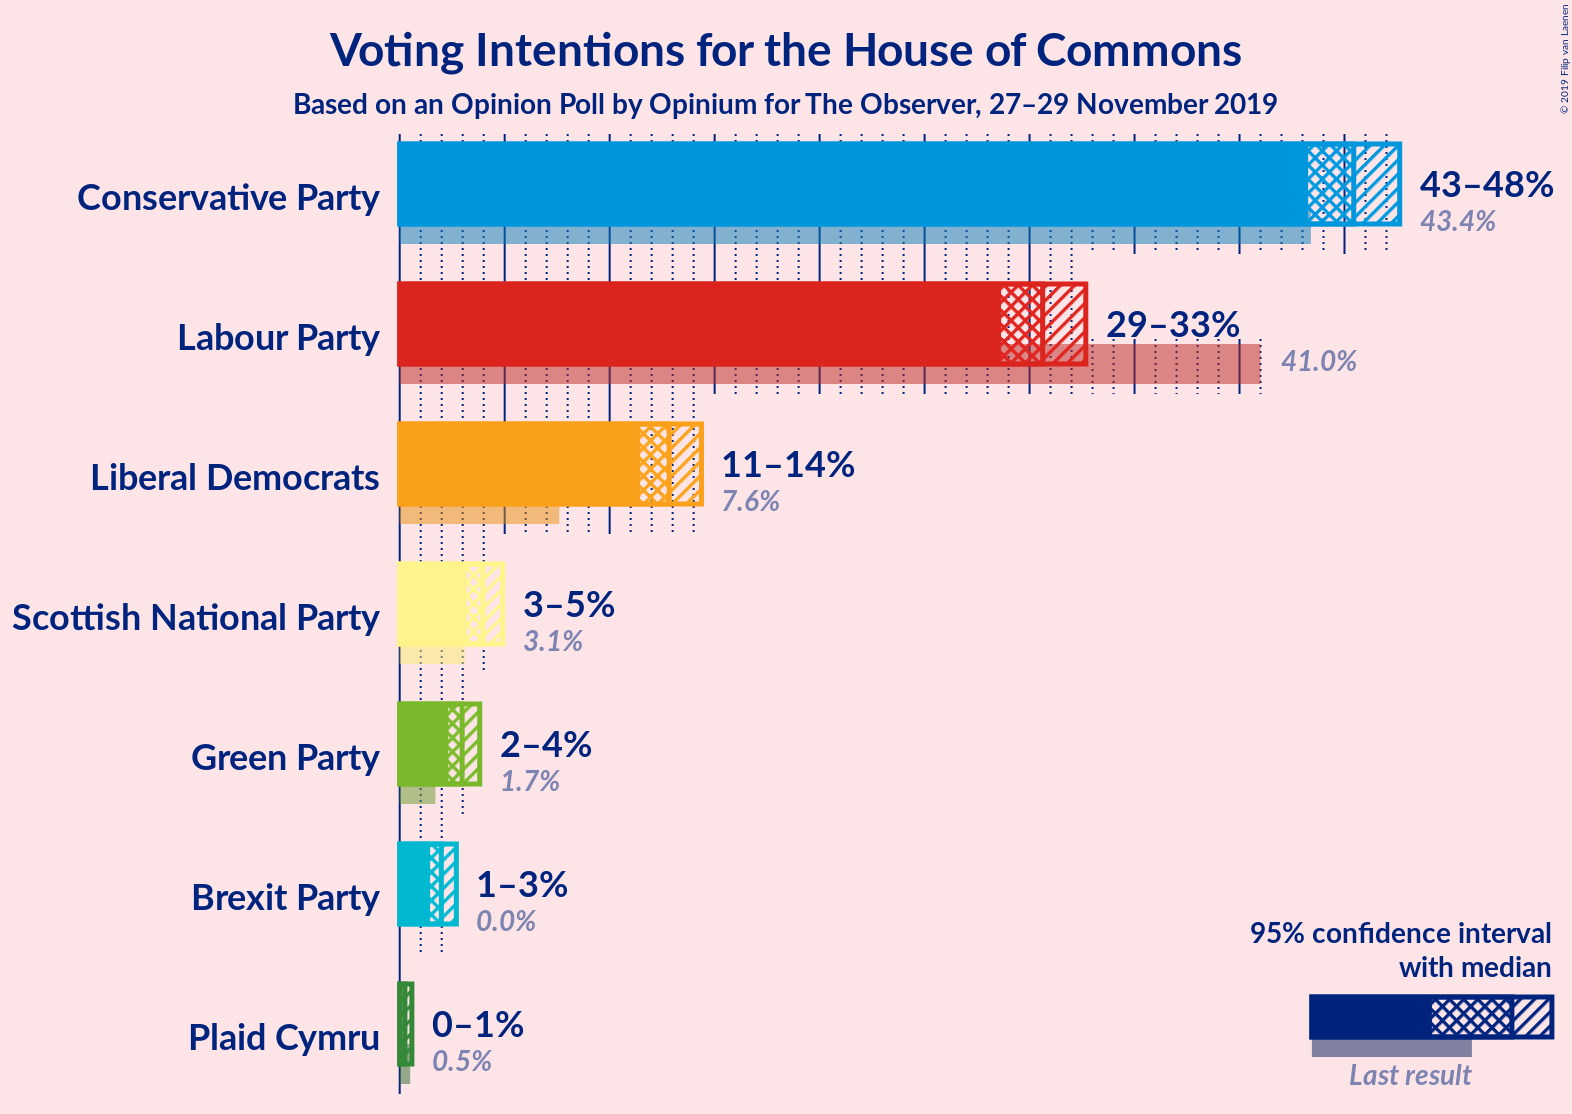 Voting Intentions for the House of Commons
Based on an Opinion Poll by Opinium for The Observer, 27–29 November 2019
© 2019 Filip van Laenen
Conservative Party
43–48%
43.4%
Labour Party
29–33%
41.0%
Liberal Democrats
11–14%
7.6%
Scottish National Party
3–5%
3.1%
Green Party
2–4%
1.7%
Brexit Party
1–3%
0.0%
Plaid Cymru
0–1%
0.5%
95% confidence interval
with median
Last result